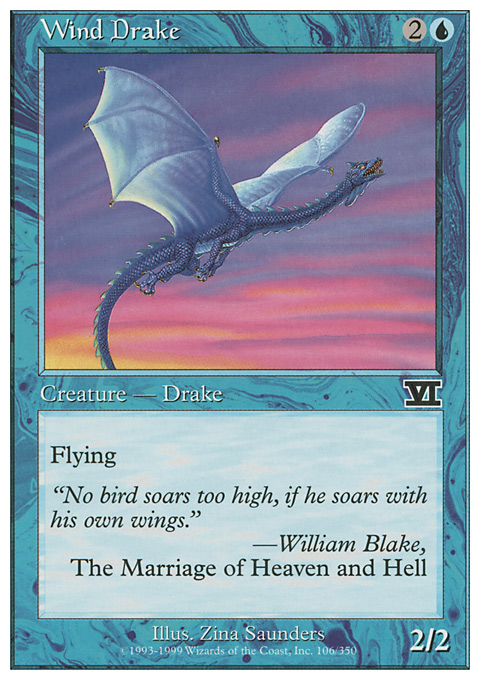 Wind Drake 2
Creature — Drake VI
Flying
“No bird soars too high, if he soars with
his own wings.”
—William Blake,
The Marriage of Heaven and Hell
Illus. Zina Saunders
© 1993-1999 Wizards of the Coast, Inc. 106/350
2/2